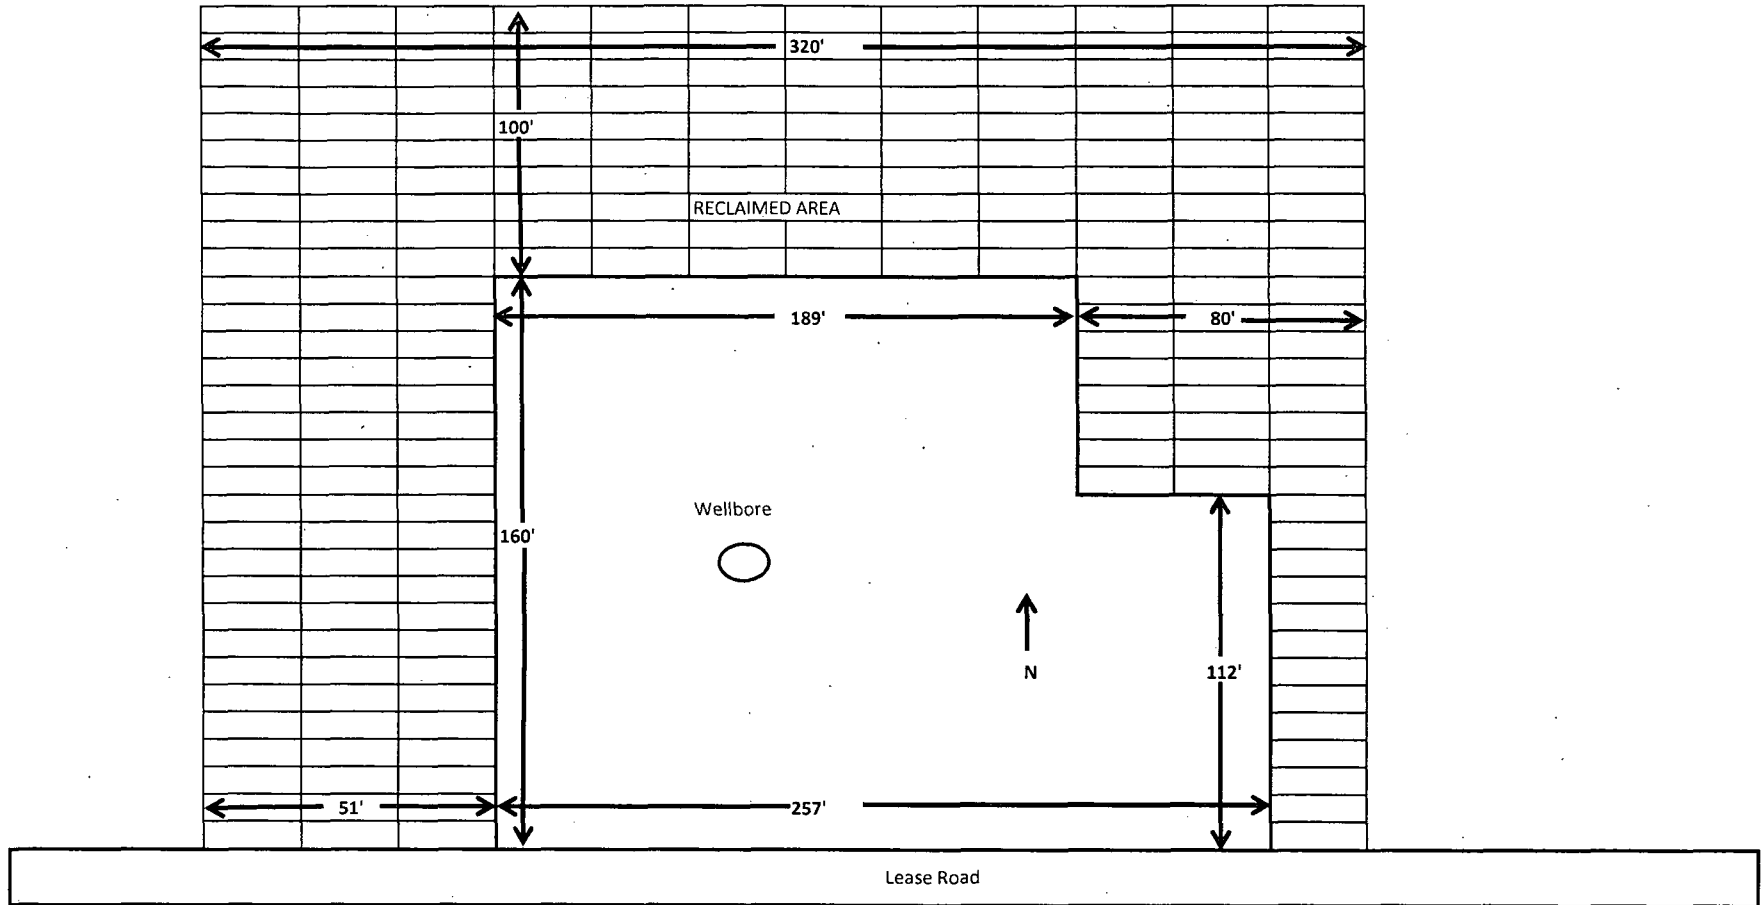 320'
100'
RECLAIMED AREA
189'
80'
Wellbore
160'
N
112'
51'
257'
Lease Road